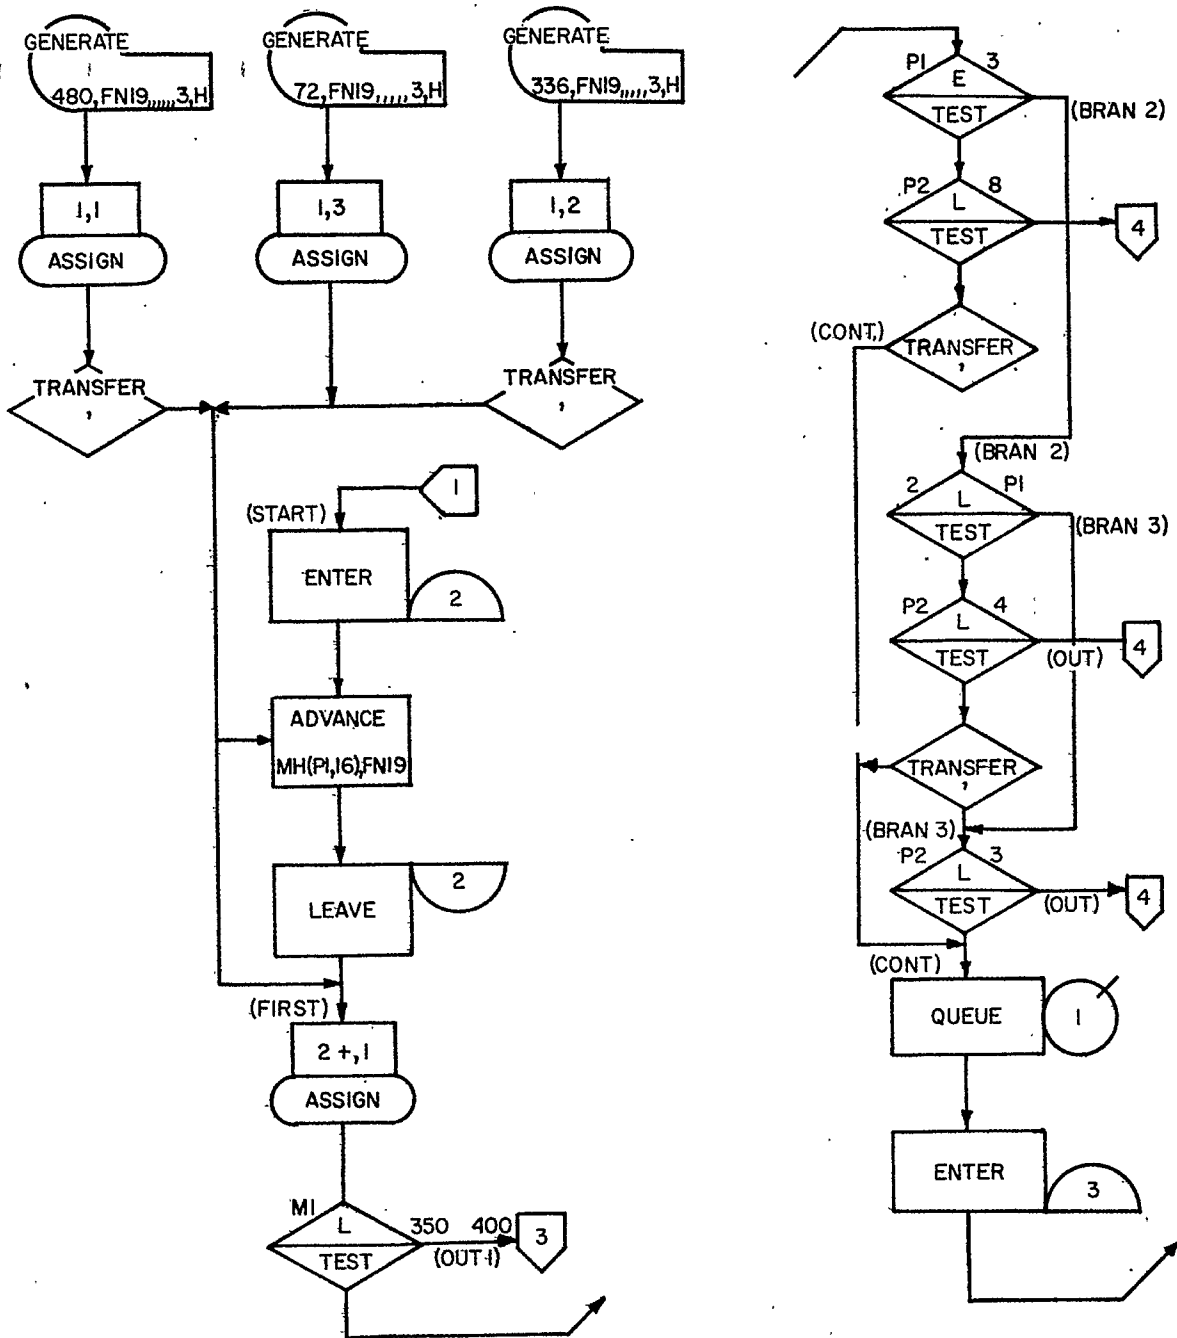 GENERATE
480,FN19,,,,,,3,H
1,1
ASSIGN
TRANSFER
,
GENERATE
72,FN19,,,,,3,H
1,3
ASSIGN
GENERATE
336,FN19,,,,,3,H
1,2
ASSIGN
TRANSFER
,
1
(START)
ENTER
2
ADVANCE
MH(P1,16),FN19
LEAVE
2
(FIRST)
2+,1
ASSIGN
M1
L
350 400
TEST
(OUT-1)
3
P1
3
E
TEST
(BRAN 2)
P2
8
L
TEST
4
(CONT.)
TRANSFER
,
(BRAN 2)
2
P1
L
TEST
(BRAN 3)
P2
4
L
TEST
(OUT)
4
TRANSFER
,
(BRAN 3)
P2
3
L
TEST
(OUT)
4
(CONT)
QUEUE
1
ENTER
3